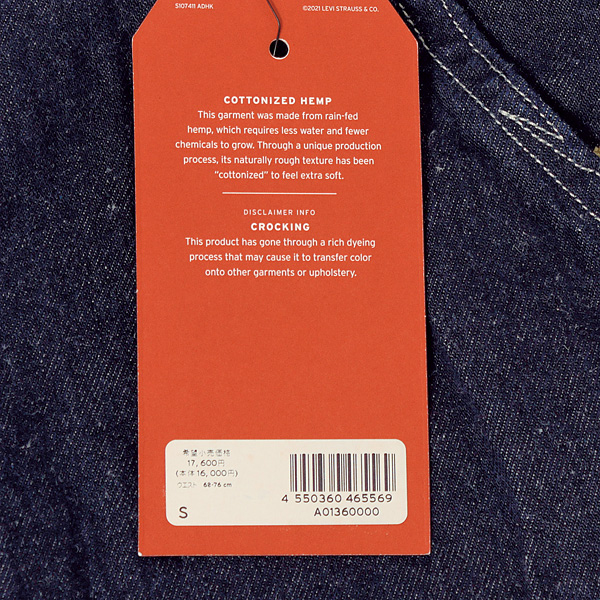 S107411 ADHK
©2021 LEVI STRAUSS & CO.
COTTONIZED HEMP
This garment was made from rain-fed
hemp, which requires less water and fewer
chemicals to grow. Through a unique production
process, its naturally rough texture has been
“cottonized” to feel extra soft.
DISCLAIMER INFO
CROCKING
This product has gone through a rich dyeing
process that may cause it to transfer color
onto other garments or upholstery.
希望小売価格
17,600円
(本体16,000円)
ウエスト 68-76 cm
S
4 550360 465569
A01360000